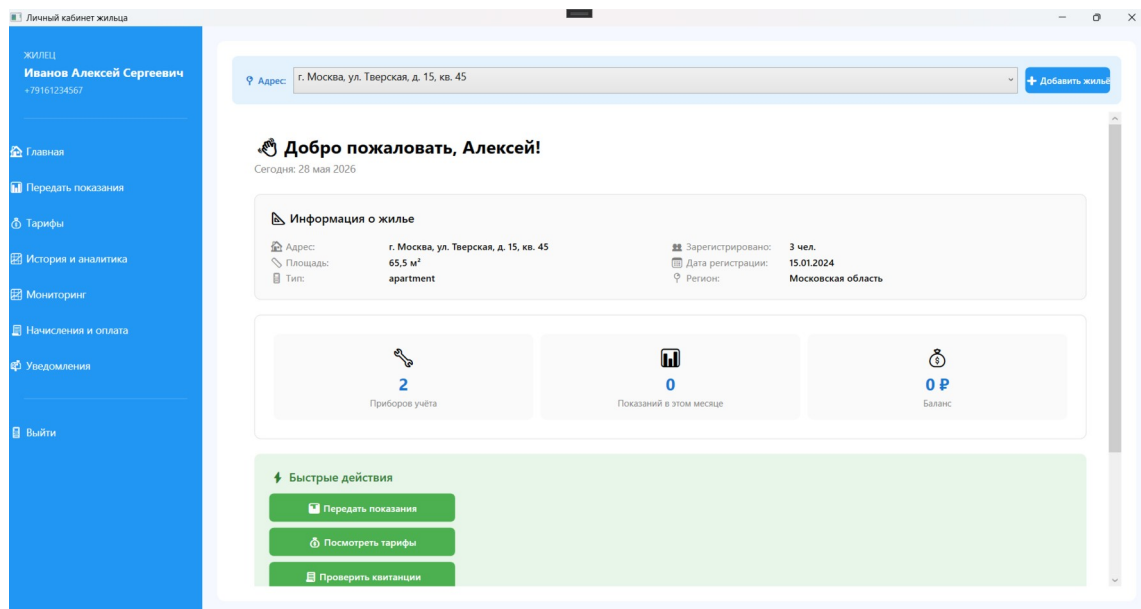 Личный кабинет жильца
ЖИЛЕЦ
Иванов Алексей Сергеевич
+79161234567
Главная
Передать показания
Тарифы
История и аналитика
Мониторинг
Начисления и оплата
Уведомления
Выйти
Адрес: г. Москва, ул. Тверская, д. 15, кв. 45 Добавить жильё
Добро пожаловать, Алексей!
Сегодня: 28 мая 2026
Информация о жилье
Адрес: г. Москва, ул. Тверская, д. 15, кв. 45 Зарегистрировано: 3 чел.
Площадь: 65,5 м² Дата регистрации: 15.01.2024
Тип: apartment Регион: Московская область
2 0 0 ₽
Приборов учёта Показаний в этом месяце Баланс
Быстрые действия
Передать показания
Посмотреть тарифы
Проверить квитанции